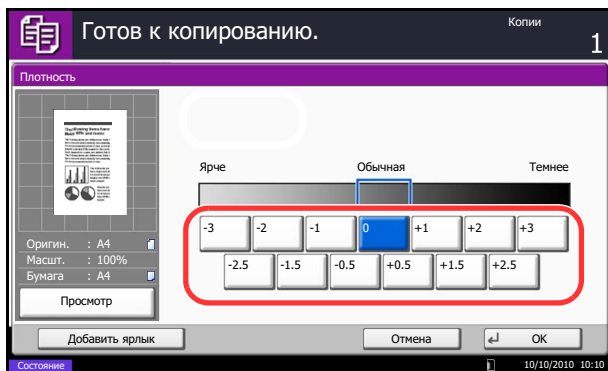 Готов к копированию.
Копии
1
Плотность
Ярче Обычная Темнее
-3 -2 -1 0 +1 +2 +3
-2.5 -1.5 -0.5 +0.5 +1.5 +2.5
Оригин. : A4
Масшт. : 100%
Бумага : A4
Просмотр
Добавить ярлык Отмена OK
Состояние 10/10/2010 10:10